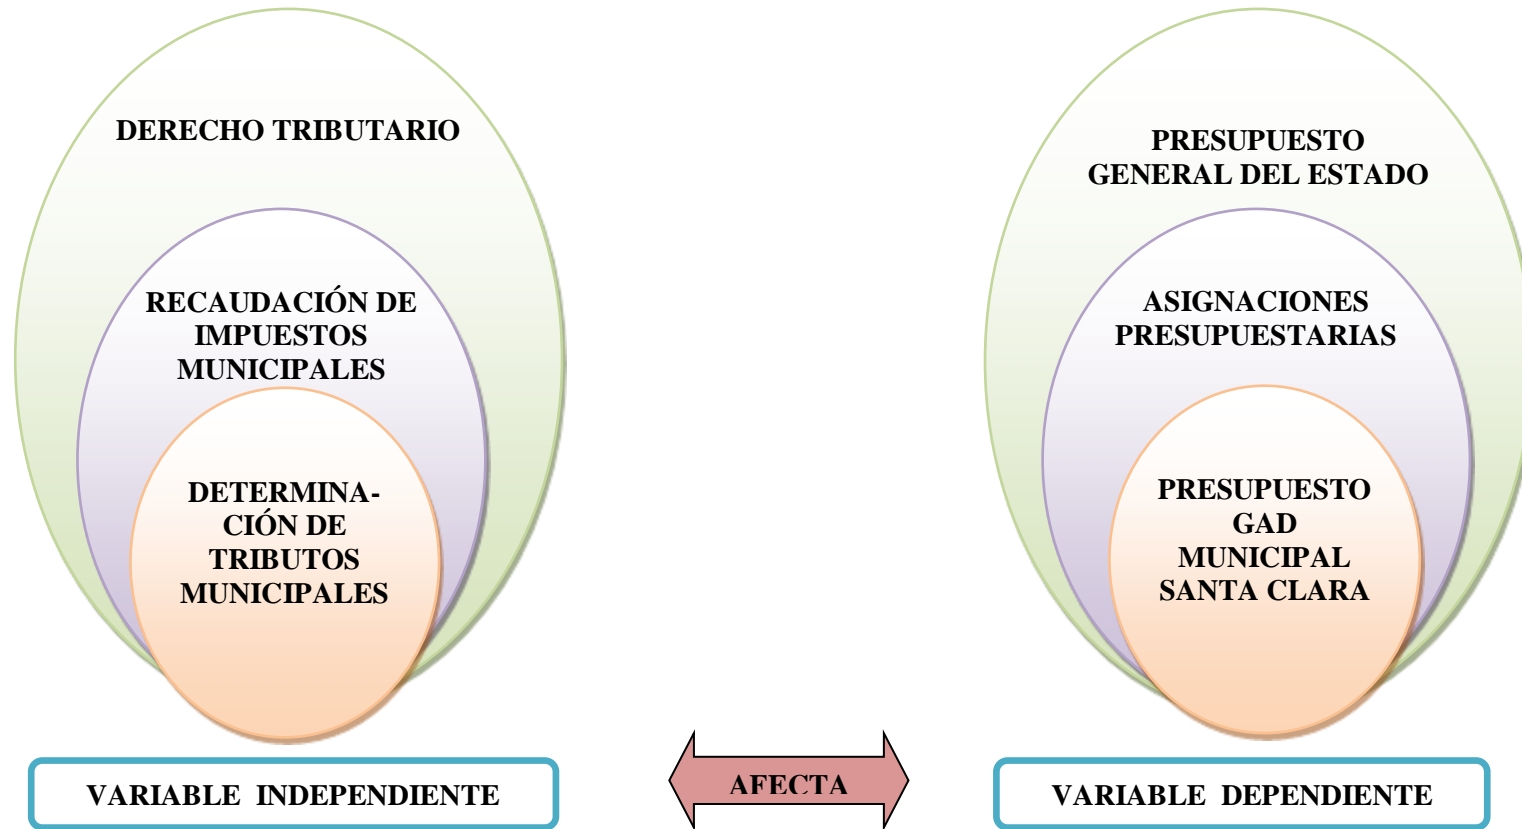 DERECHO TRIBUTARIO
RECAUDACIÓN DE
IMPUESTOS
MUNICIPALES
DETERMINA-
CIÓN DE
TRIBUTOS
MUNICIPALES
VARIABLE INDEPENDIENTE
AFECTA
PRESUPUESTO
GENERAL DEL ESTADO
ASIGNACIONES
PRESUPUESTARIAS
PRESUPUESTO
GAD
MUNICIPAL
SANTA CLARA
VARIABLE DEPENDIENTE